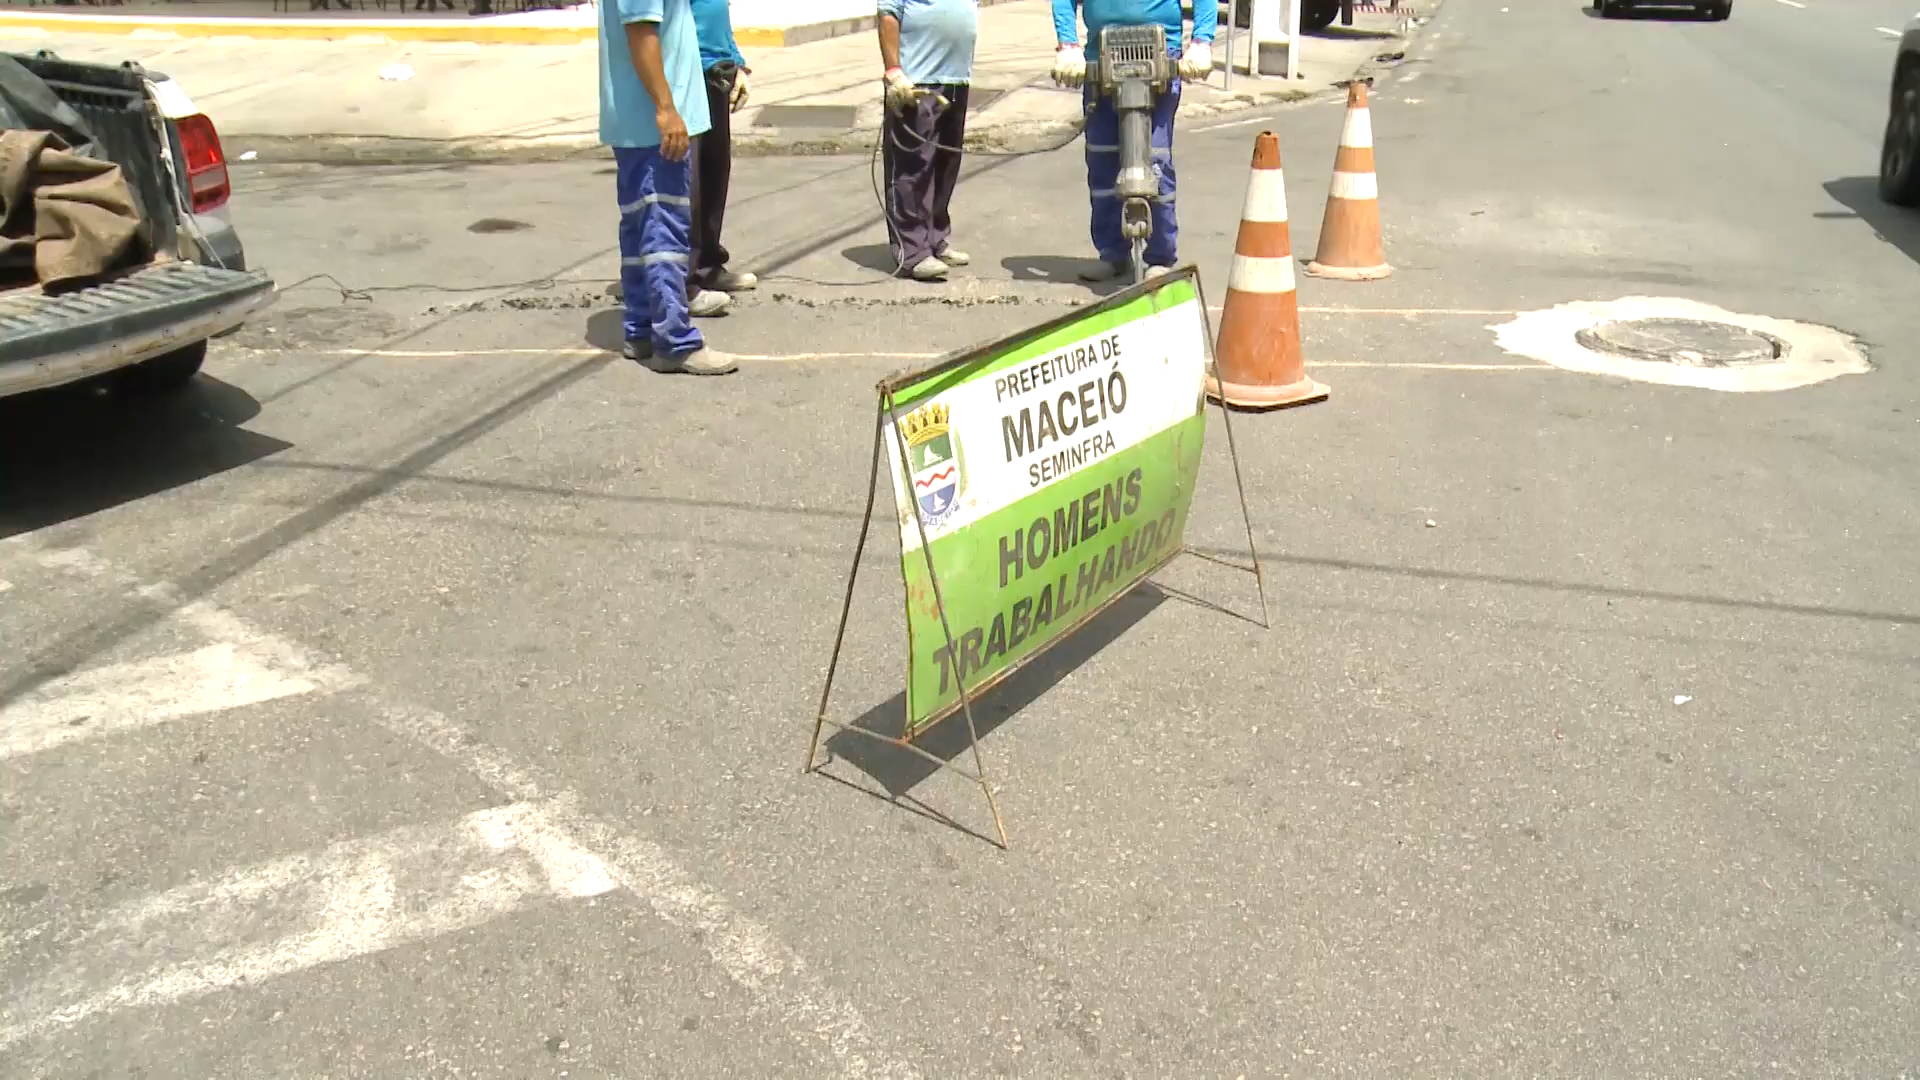 PREFEITURA DE
MACEIÓ
SEMINFRA
HOMENS
TRABALHANDO